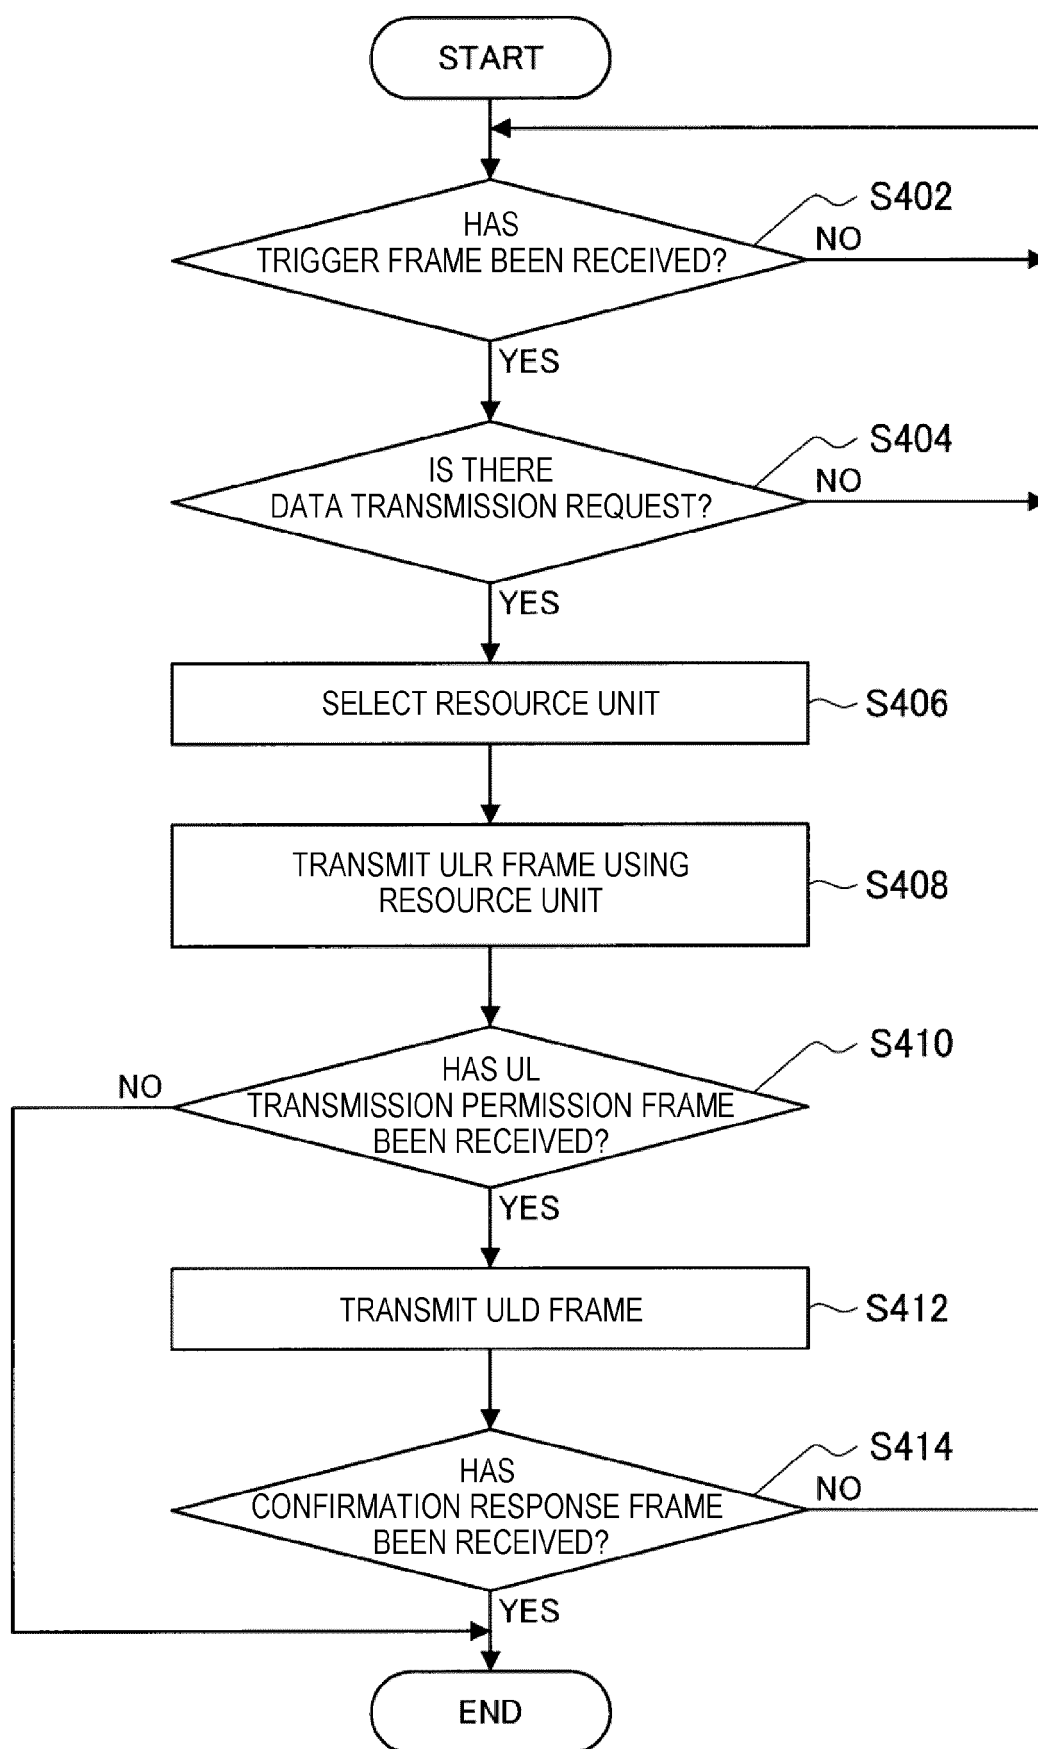 START
S402
HAS
TRIGGER FRAME BEEN RECEIVED?
NO
YES
S404
IS THERE
DATA TRANSMISSION REQUEST?
NO
YES
SELECT RESOURCE UNIT
S406
TRANSMIT ULR FRAME USING
RESOURCE UNIT
S408
S410
HAS UL
TRANSMISSION PERMISSION FRAME
BEEN RECEIVED?
NO
YES
TRANSMIT ULD FRAME
S412
S414
HAS
CONFIRMATION RESPONSE FRAME
BEEN RECEIVED?
NO
YES
END